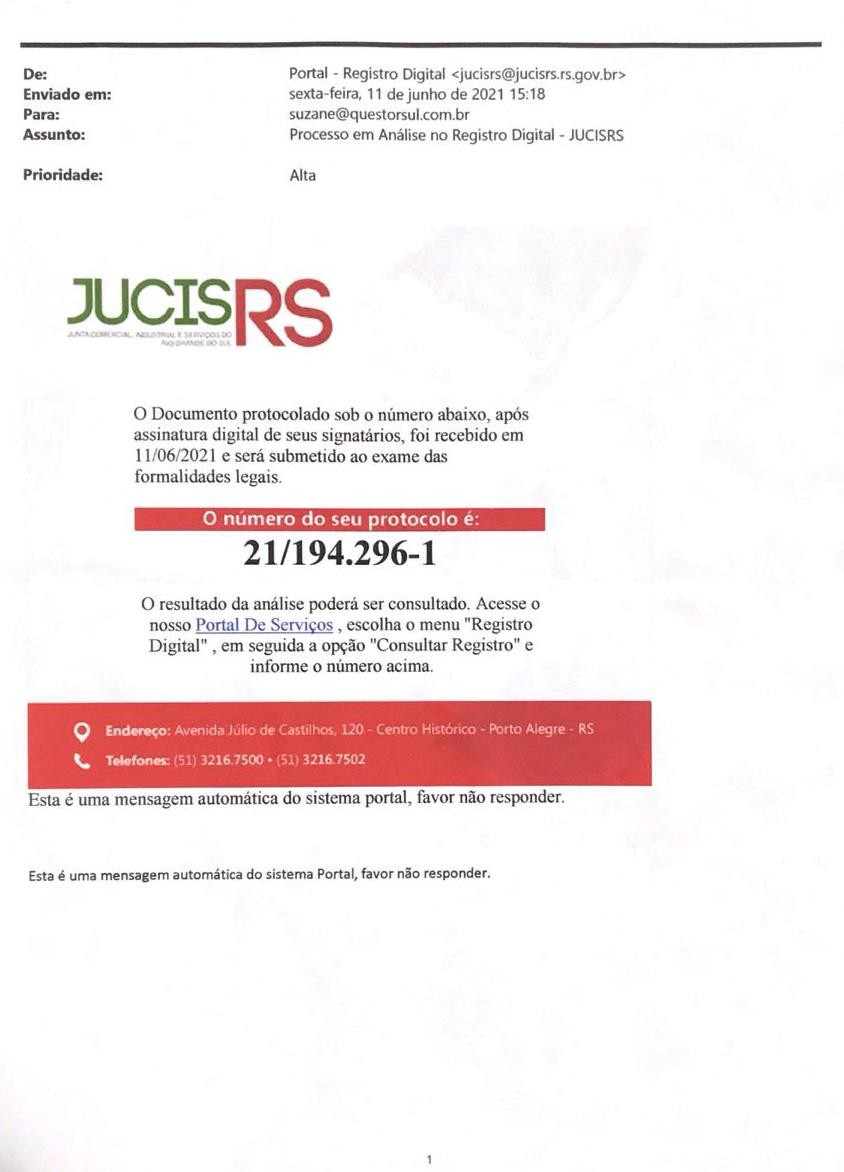 De: Portal - Registro Digital <jucisrs@jucisrs.rs.gov.br>
Enviado em: sexta-feira, 11 de junho de 2021 15:18
Para: suzane@questorsul.com.br
Assunto: Processo em Análise no Registro Digital - JUCISRS
Prioridade: Alta
JUCISRS
JUNTA COMERCIAL, INDUSTRIAL E SERVIÇOS DO
RIO GRANDE DO SUL
O Documento protocolado sob o número abaixo, após
assinatura digital de seus signatários, foi recebido em
11/06/2021 e será submetido ao exame das
formalidades legais.
O número do seu protocolo é:
21/194.296-1
O resultado da análise poderá ser consultado. Acesse o
nosso Portal De Serviços , escolha o menu "Registro
Digital" , em seguida a opção "Consultar Registro" e
informe o número acima.
Endereço: Avenida Júlio de Castilhos, 120 - Centro Histórico - Porto Alegre - RS
Telefones: (51) 3216.7500 • (51) 3216.7502
Esta é uma mensagem automática do sistema portal, favor não responder.
Esta é uma mensagem automática do sistema Portal, favor não responder.
1